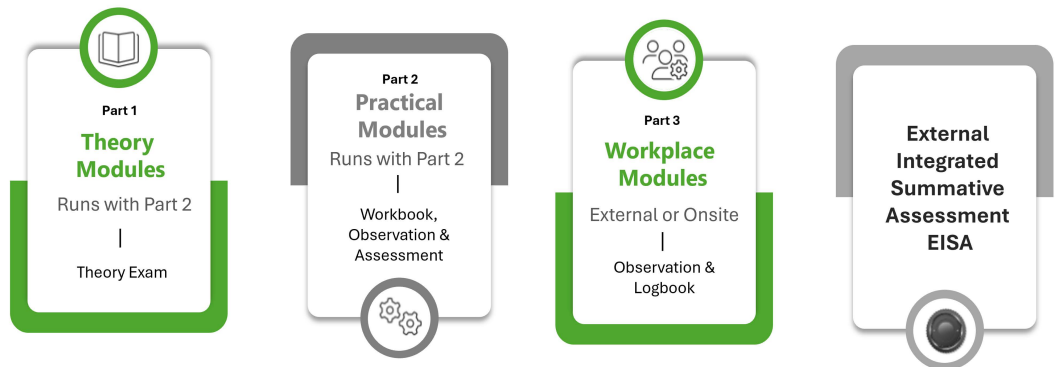 Part 1
Theory
Modules
Runs with Part 2
|
Theory Exam
Part 2
Practical
Modules
Runs with Part 2
|
Workbook,
Observation &
Assessment
Part 3
Workplace
Modules
External or Onsite
|
Observation &
Logbook
External
Integrated
Summative
Assessment
EISA